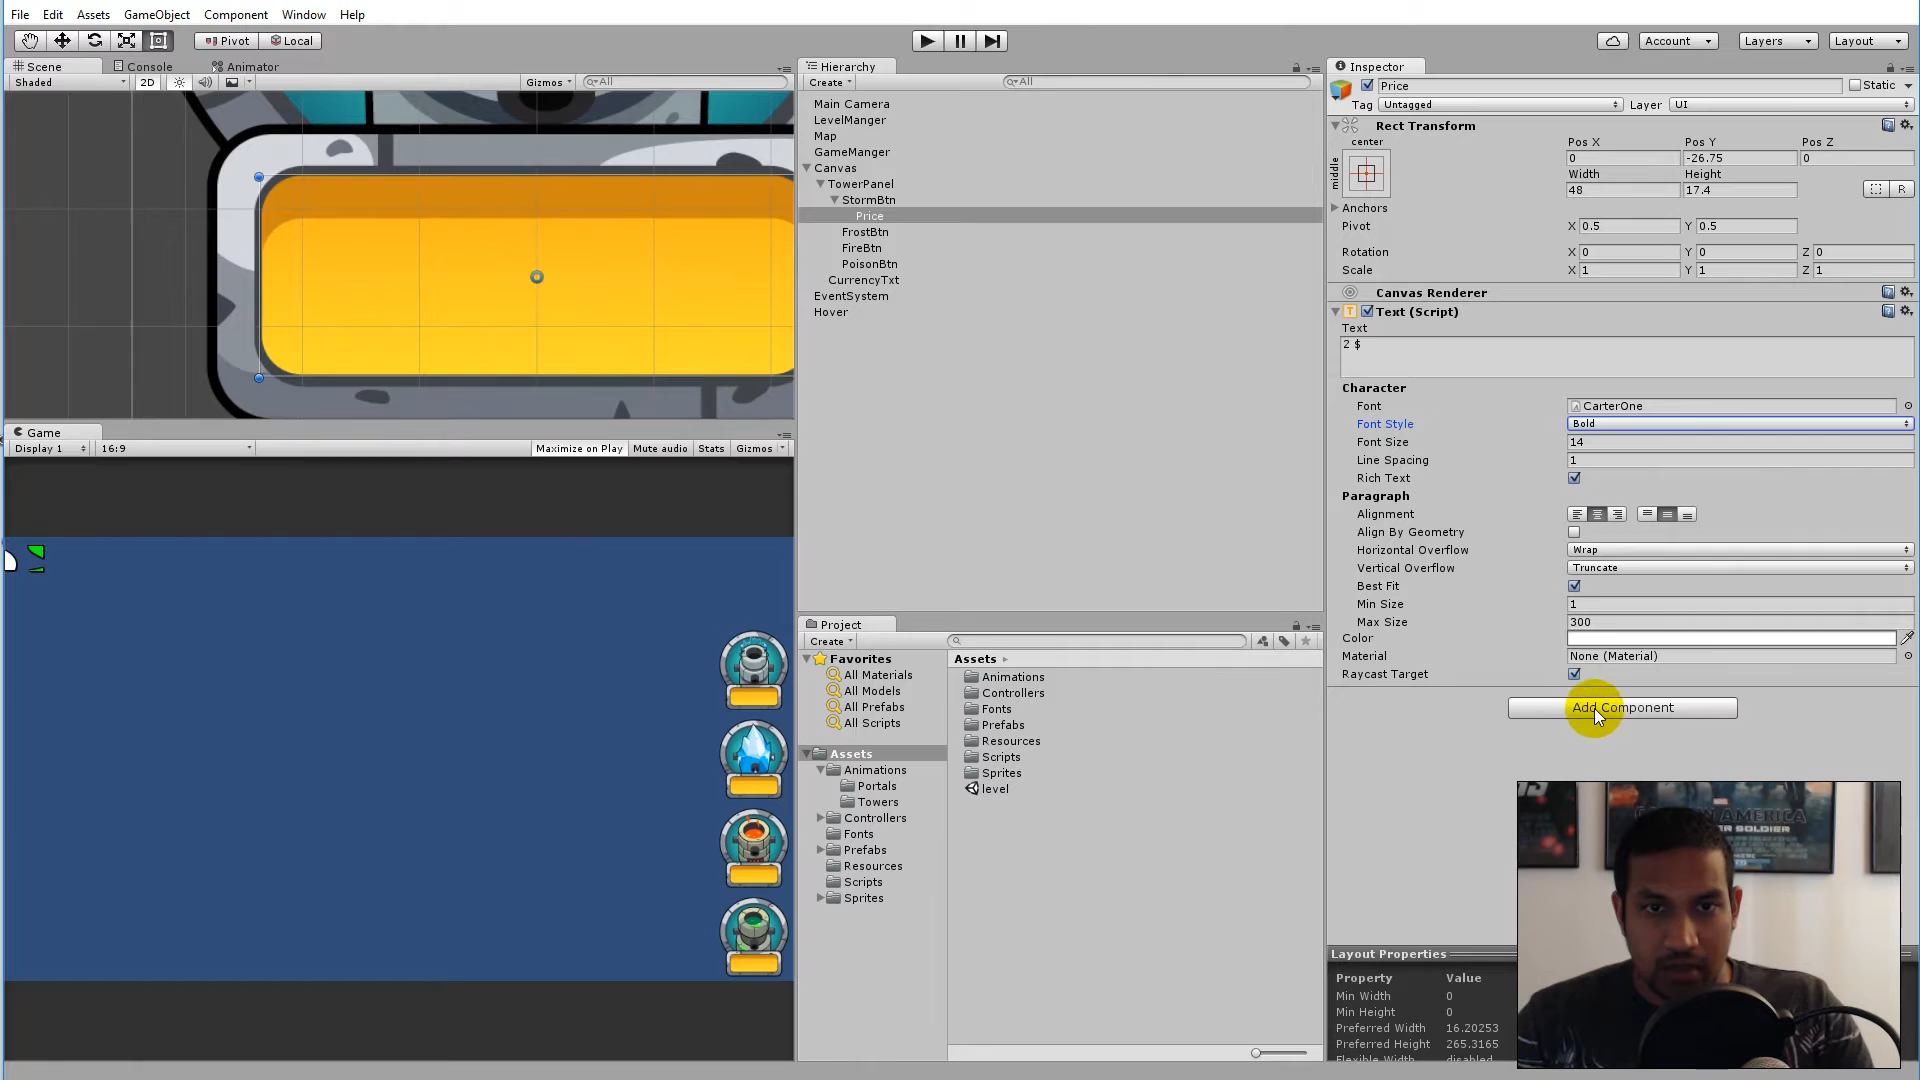 File Edit Assets GameObject Component Window Help
Pivot Local Account Layers Layout
Scene Console Animator
Shaded 2D Gizmos All
Game
Display 1 16:9 Maximize on Play Mute audio Stats Gizmos
Hierarchy
Create All
Main Camera
LevelManger
Map
GameManger
Canvas
TowerPanel
StormBtn
Price
FrostBtn
FireBtn
PoisonBtn
CurrencyTxt
EventSystem
Hover
Project
Create
Favorites
All Materials
All Models
All Prefabs
All Scripts
Assets
Animations
Portals
Towers
Controllers
Fonts
Prefabs
Resources
Scripts
Sprites
Assets
Animations
Controllers
Fonts
Prefabs
Resources
Scripts
Sprites
level
Inspector
Price Static
Tag Untagged Layer UI
Rect Transform
center
middle
Pos X Pos Y Pos Z
0 -26.75 0
Width Height
48 17.4 R
Anchors
Pivot X 0.5 Y 0.5
Rotation X 0 Y 0 Z 0
Scale X 1 Y 1 Z 1
Canvas Renderer
Text (Script)
Text
2 $
Character
Font CarterOne
Font Style Bold
Font Size 14
Line Spacing 1
Rich Text
Paragraph
Alignment
Align By Geometry
Horizontal Overflow Wrap
Vertical Overflow Truncate
Best Fit
Min Size 1
Max Size 300
Color
Material None (Material)
Raycast Target
Add Component
Layout Properties
Property Value
Min Width 0
Min Height 0
Preferred Width 16.20253
Preferred Height 265.3165
Flexible Width disabled